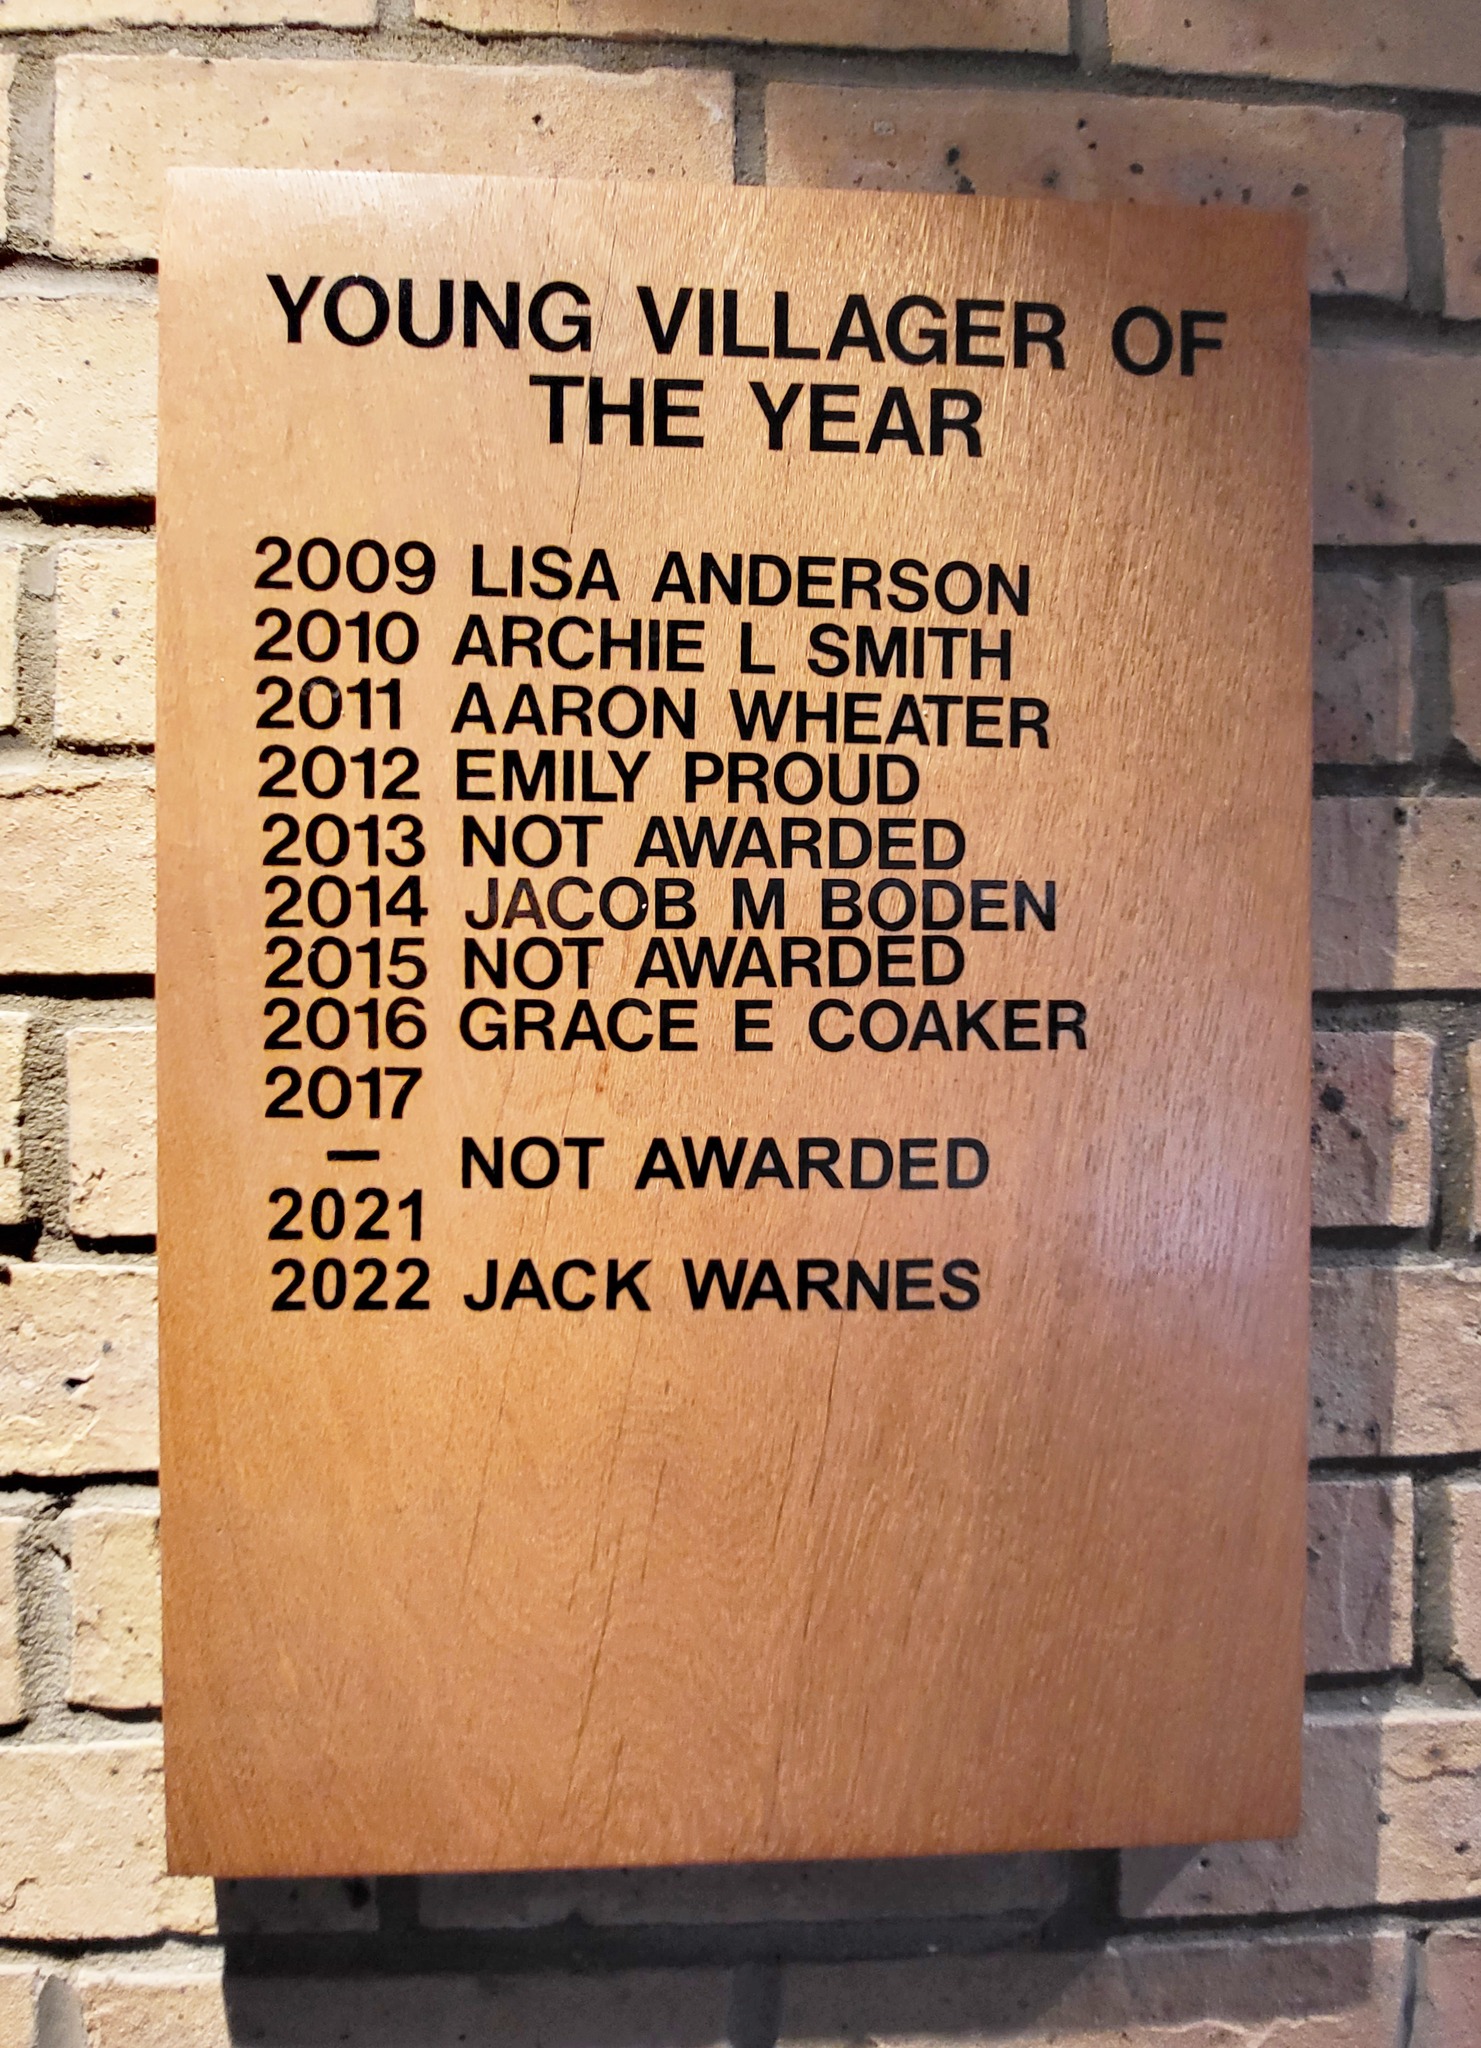 YOUNG VILLAGER OF
THE YEAR
2009 LISA ANDERSON
2010 ARCHIE L SMITH
2011 AARON WHEATER
2012 EMILY PROUD
2013 NOT AWARDED
2014 JACOB M BODEN
2015 NOT AWARDED
2016 GRACE E COAKER
2017
– NOT AWARDED
2021
2022 JACK WARNES